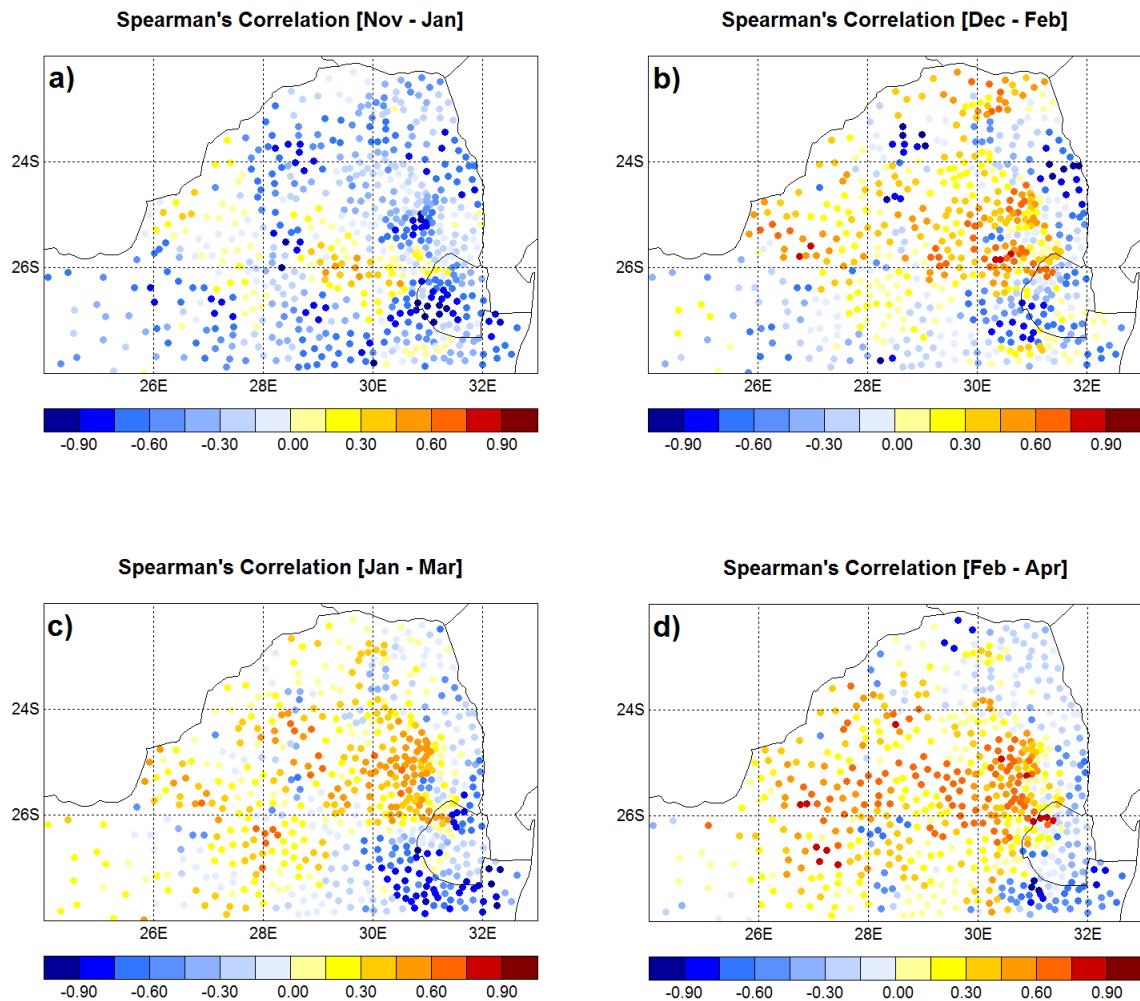 Spearman's Correlation [Nov - Jan]
a)
24S
26S
26E 28E 30E 32E
-0.90 -0.60 -0.30 0.00 0.30 0.60 0.90
Spearman's Correlation [Dec - Feb]
b)
24S
26S
26E 28E 30E 32E
-0.90 -0.60 -0.30 0.00 0.30 0.60 0.90
Spearman's Correlation [Jan - Mar]
c)
24S
26S
26E 28E 30E 32E
-0.90 -0.60 -0.30 0.00 0.30 0.60 0.90
Spearman's Correlation [Feb - Apr]
d)
24S
26S
26E 28E 30E 32E
-0.90 -0.60 -0.30 0.00 0.30 0.60 0.90